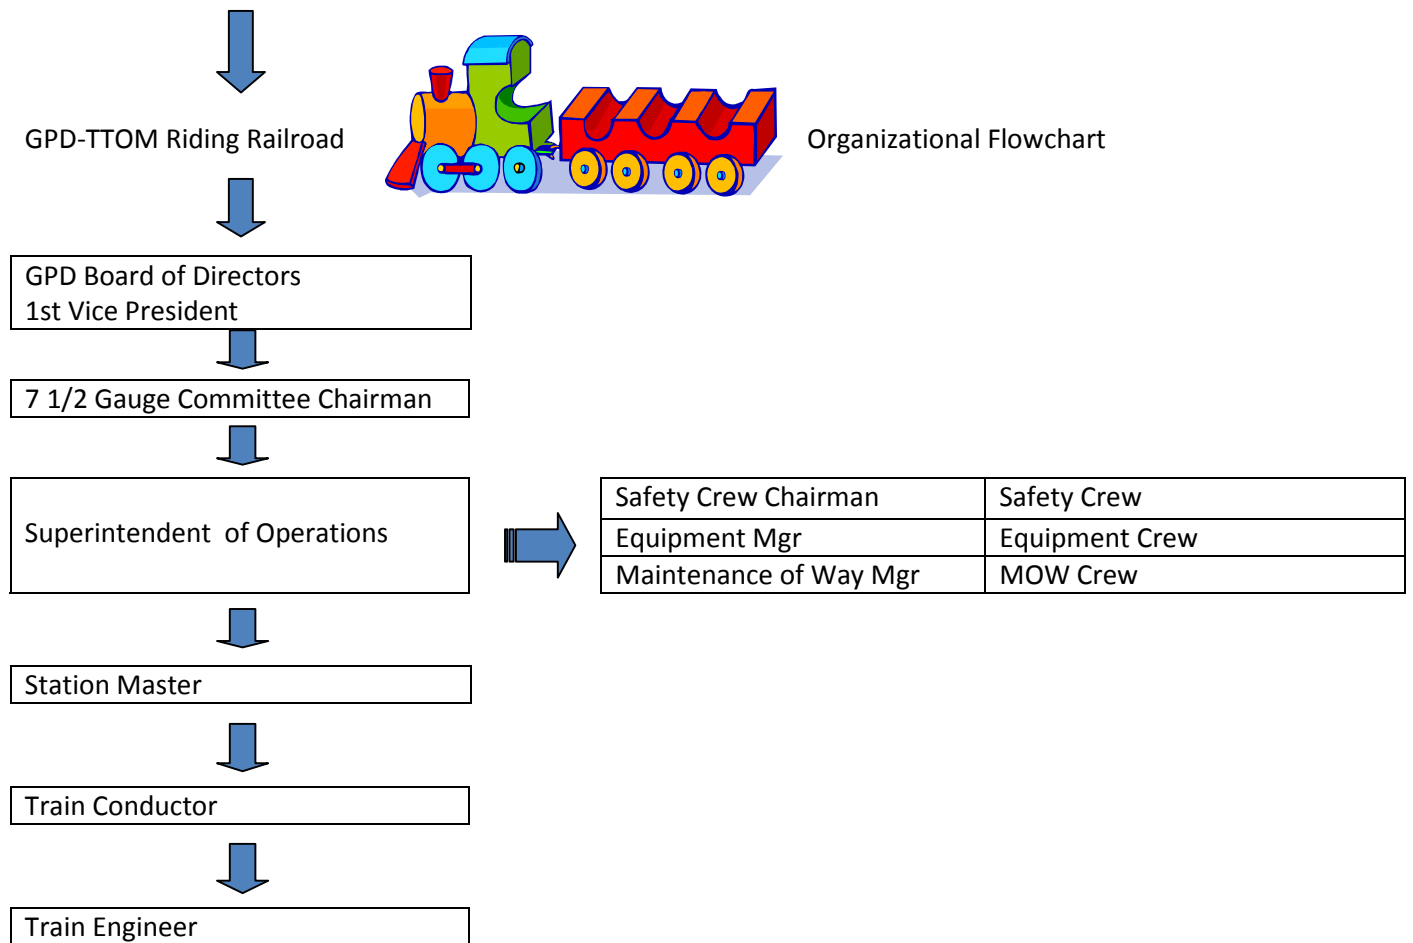 GPD-TTOM Riding Railroad
Organizational Flowchart
GPD Board of Directors
1st Vice President
7 1/2 Gauge Committee Chairman
Superintendent of Operations
Safety Crew Chairman
Safety Crew
Equipment Mgr
Equipment Crew
Maintenance of Way Mgr
MOW Crew
Station Master
Train Conductor
Train Engineer